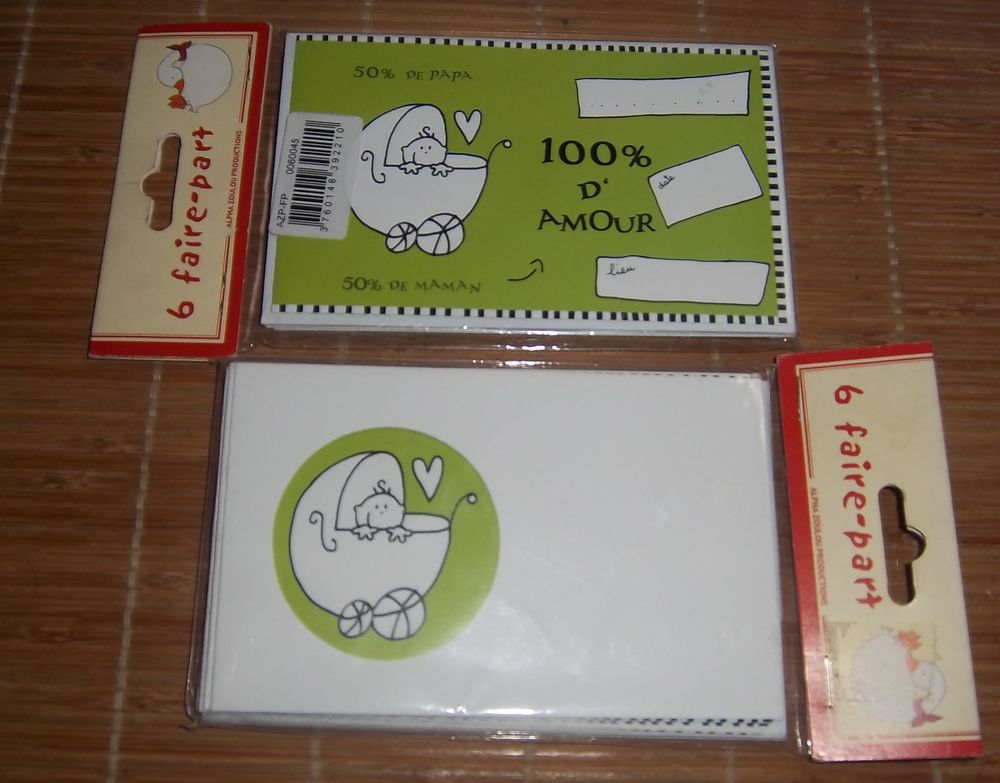 6 faire-part
ALPHA ZOULOU PRODUCTIONS
50% DE PAPA
AZP-FP 0060045
3 760148 392210
100%
D'
AMOUR
date
lieu
50% DE MAMAN
6 faire-part
ALPHA ZOULOU PRODUCTIONS